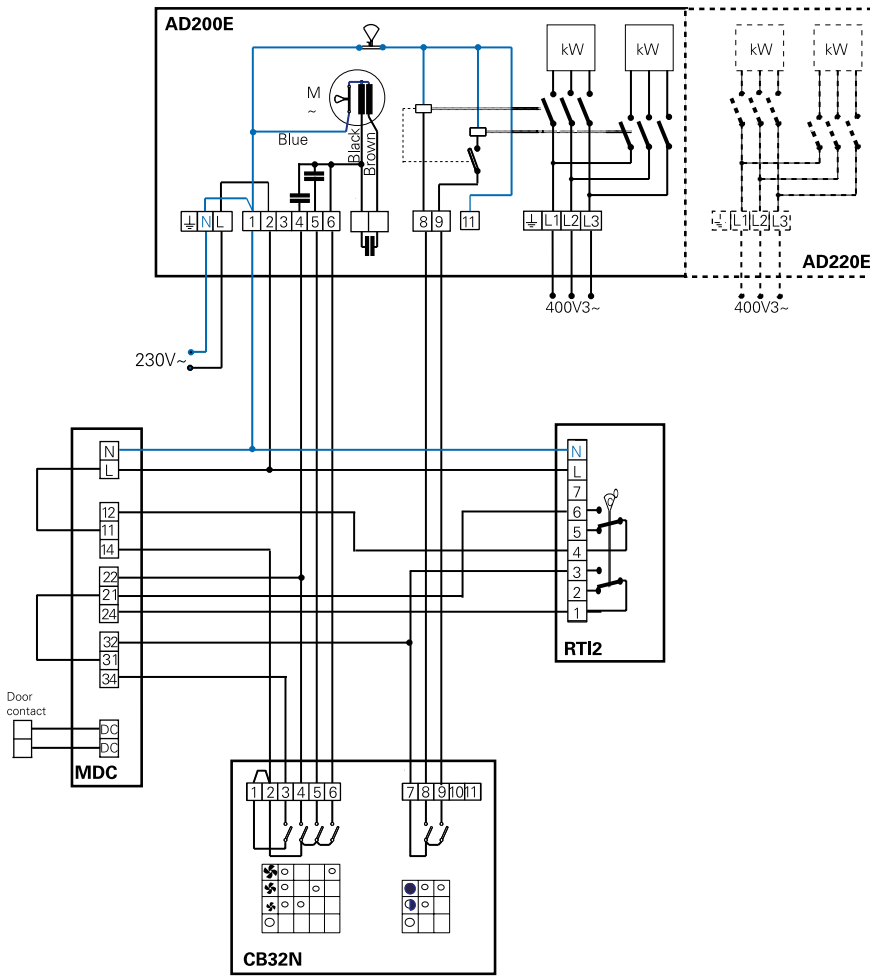 AD200E
kW kW kW kW
M
~
Blue
Black
Brown
N L 1 2 3 4 5 6 8 9 11 L1 L2 L3 L1 L2 L3
AD220E
400V3~ 400V3~
230V~
N
L
12
11
14
22
21
24
32
31
34
DC
DC
Door
contact
MDC
N
L
7
6
5
4
3
2
1
RTI2
1 2 3 4 5 6 7 8 9 10 11
CB32N